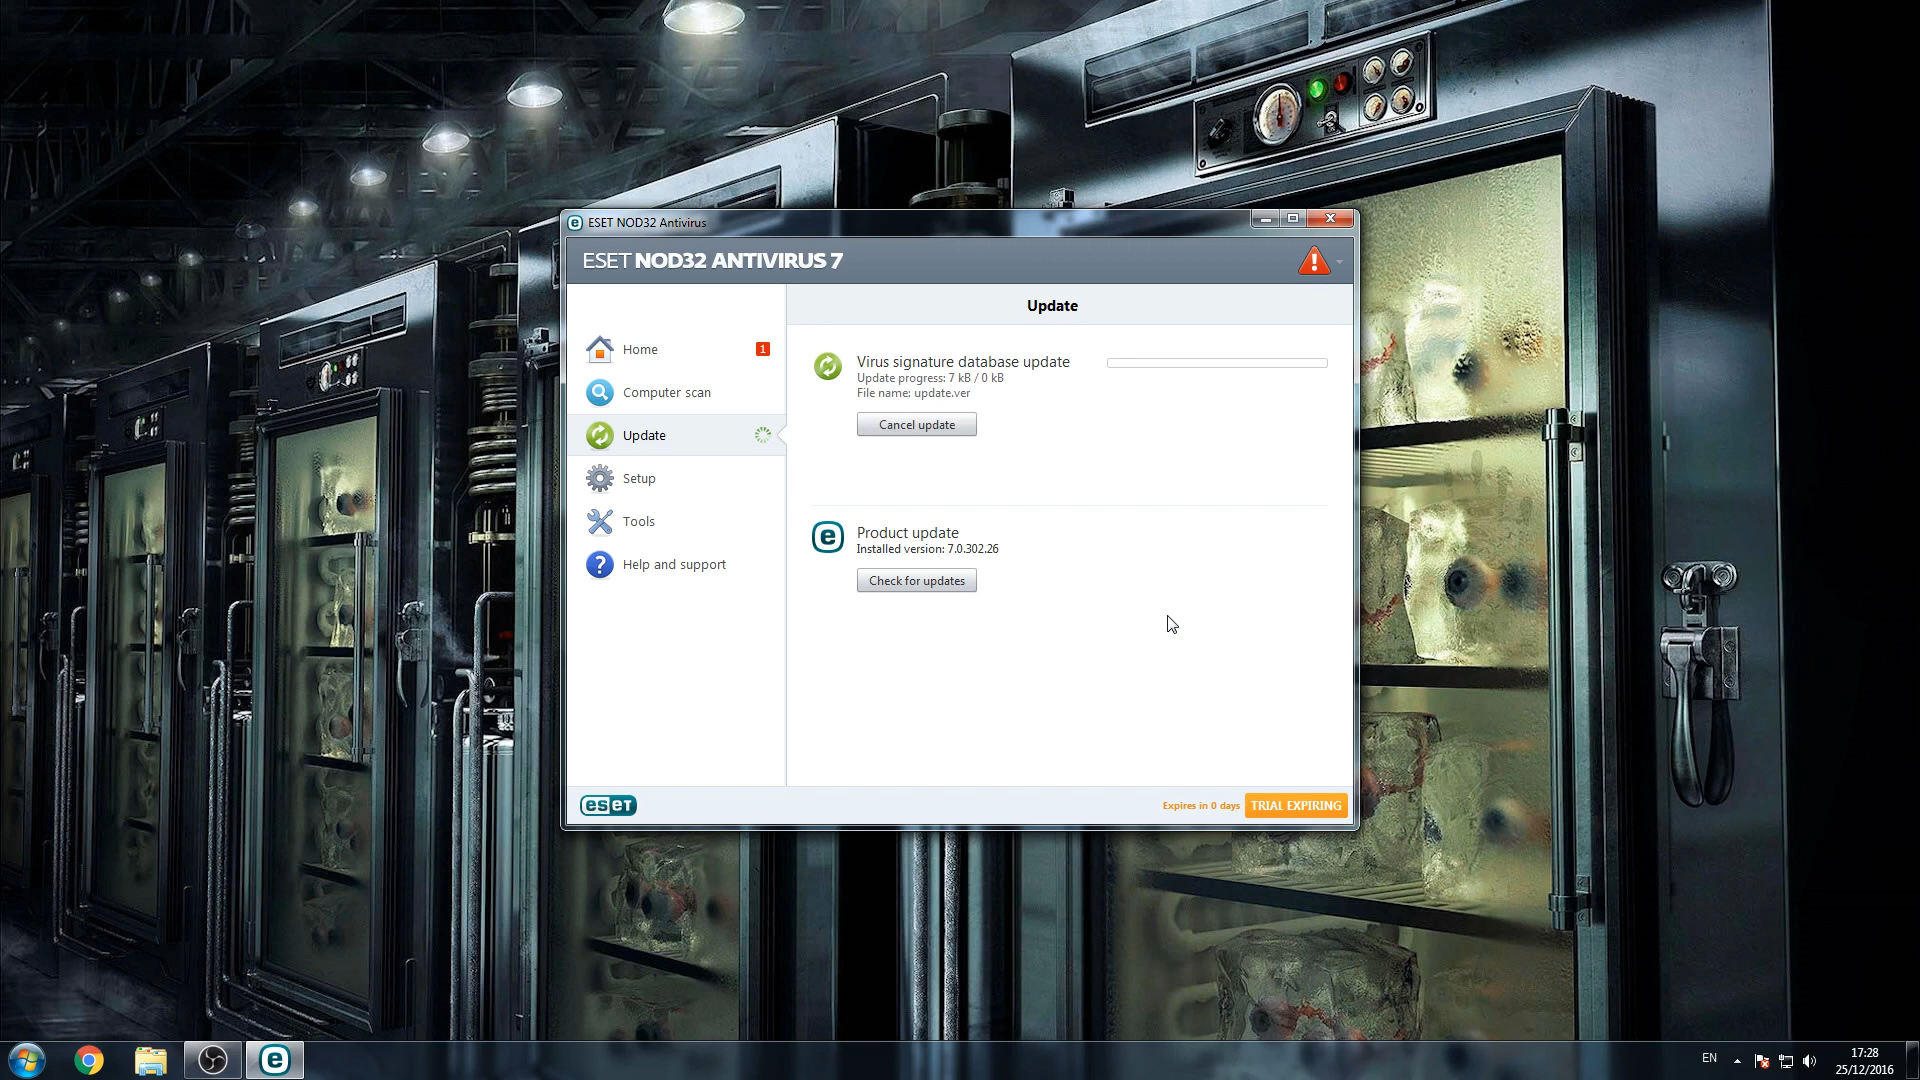 ESET NOD32 Antivirus
ESET NOD32 ANTIVIRUS 7
Home
1
Computer scan
Update
Setup
Tools
Help and support
Update
Virus signature database update
Update progress: 7 kB / 0 kB
File name: update.ver
Cancel update
Product update
Installed version: 7.0.302.26
Check for updates
eseT
Expires in 0 days
TRIAL EXPIRING
EN
17:28
25/12/2016